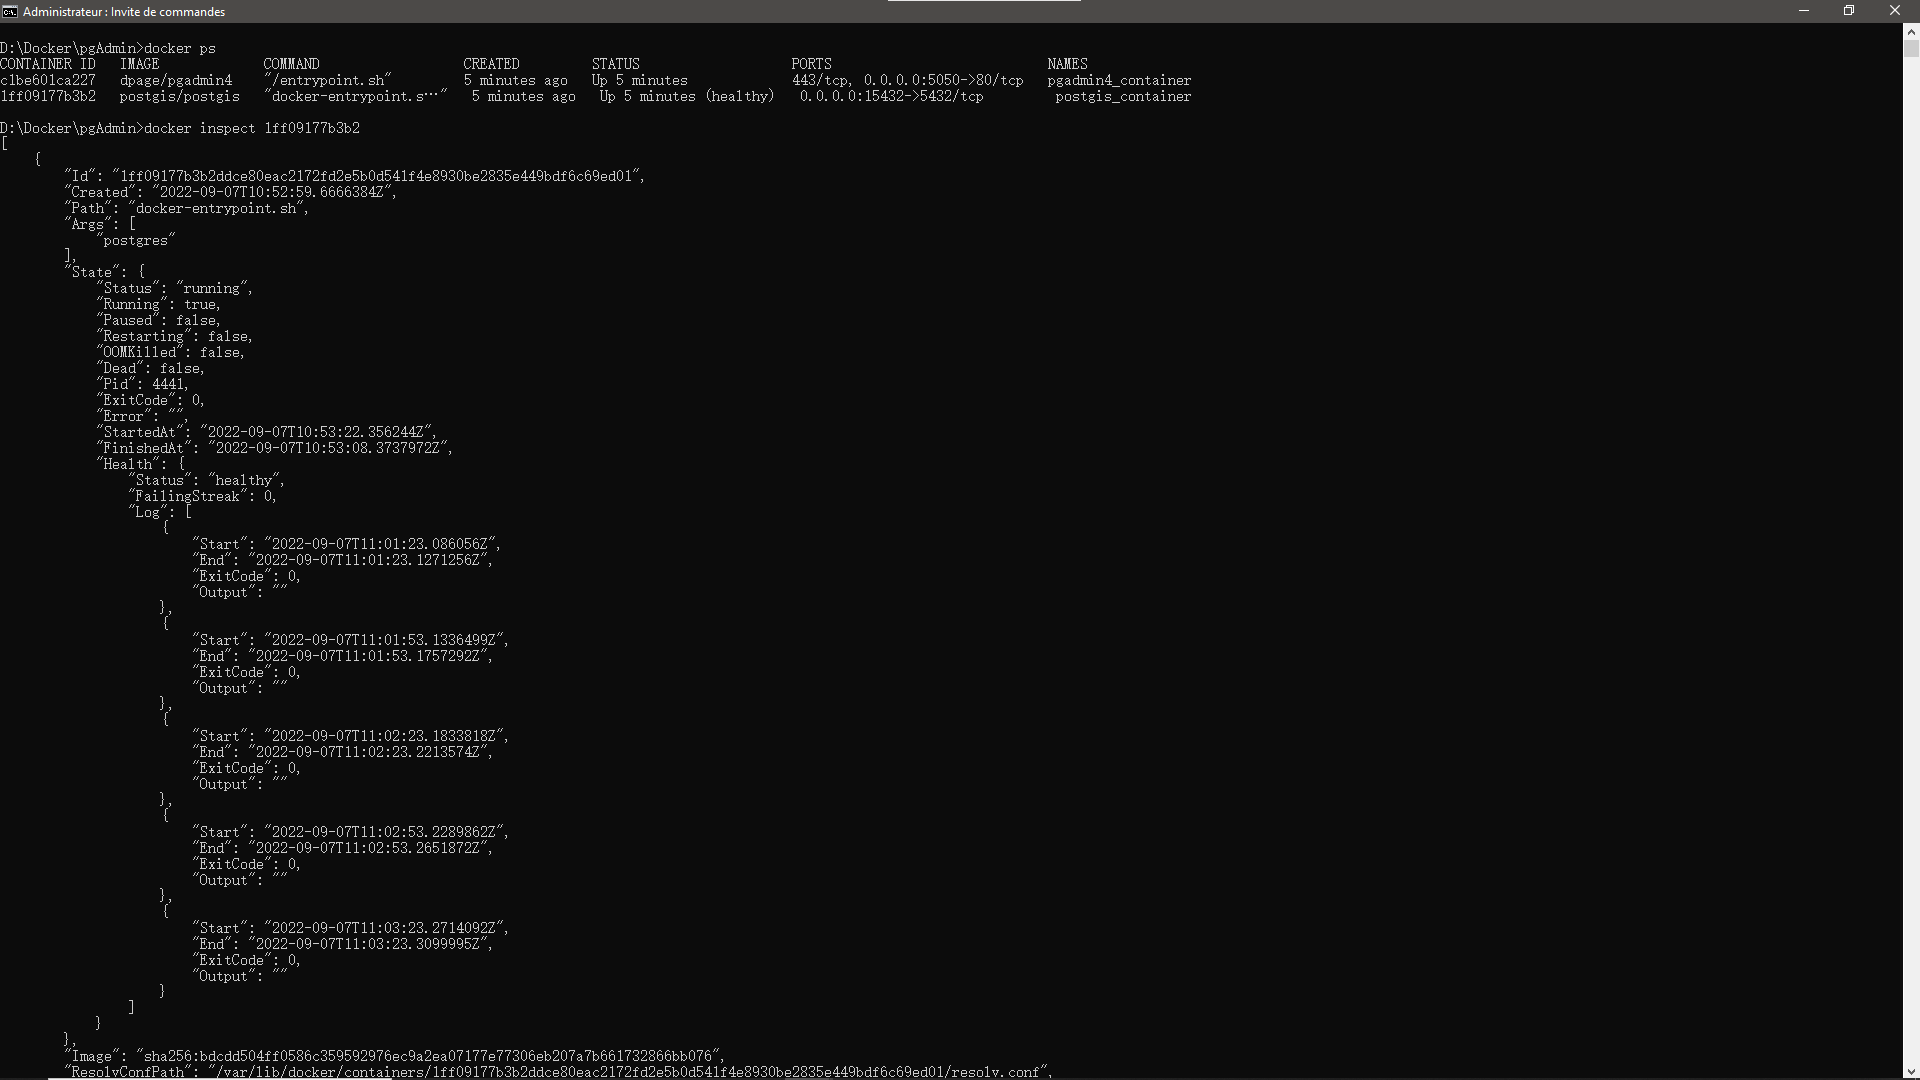 Administrateur : Invite de commandes
D:\Docker\pgAdmin>docker ps
CONTAINER ID   IMAGE             COMMAND                  CREATED         STATUS                   PORTS                           NAMES
c1be601ca227   dpage/pgadmin4    "/entrypoint.sh"         5 minutes ago   Up 5 minutes             443/tcp, 0.0.0.0:5050->80/tcp   pgadmin4_container
1ff09177b3b2   postgis/postgis   "docker-entrypoint.s…"   5 minutes ago   Up 5 minutes (healthy)   0.0.0.0:15432->5432/tcp         postgis_container
D:\Docker\pgAdmin>docker inspect 1ff09177b3b2
[
    {
        "Id": "1ff09177b3b2ddce80eac2172fd2e5b0d541f4e8930be2835e449bdf6c69ed01",
        "Created": "2022-09-07T10:52:59.6666384Z",
        "Path": "docker-entrypoint.sh",
        "Args": [
            "postgres"
        ],
        "State": {
            "Status": "running",
            "Running": true,
            "Paused": false,
            "Restarting": false,
            "OOMKilled": false,
            "Dead": false,
            "Pid": 4441,
            "ExitCode": 0,
            "Error": "",
            "StartedAt": "2022-09-07T10:53:22.356244Z",
            "FinishedAt": "2022-09-07T10:53:08.3737972Z",
            "Health": {
                "Status": "healthy",
                "FailingStreak": 0,
                "Log": [
                    {
                        "Start": "2022-09-07T11:01:23.086056Z",
                        "End": "2022-09-07T11:01:23.1271256Z",
                        "ExitCode": 0,
                        "Output": ""
                    },
                    {
                        "Start": "2022-09-07T11:01:53.1336499Z",
                        "End": "2022-09-07T11:01:53.1757292Z",
                        "ExitCode": 0,
                        "Output": ""
                    },
                    {
                        "Start": "2022-09-07T11:02:23.1833818Z",
                        "End": "2022-09-07T11:02:23.2213574Z",
                        "ExitCode": 0,
                        "Output": ""
                    },
                    {
                        "Start": "2022-09-07T11:02:53.2289862Z",
                        "End": "2022-09-07T11:02:53.2651872Z",
                        "ExitCode": 0,
                        "Output": ""
                    },
                    {
                        "Start": "2022-09-07T11:03:23.2714092Z",
                        "End": "2022-09-07T11:03:23.3099995Z",
                        "ExitCode": 0,
                        "Output": ""
                    }
                ]
            }
        },
        "Image": "sha256:bdcdd504ff0586c359592976ec9a2ea07177e77306eb207a7b661732866bb076",
        "ResolvConfPath": "/var/lib/docker/containers/1ff09177b3b2ddce80eac2172fd2e5b0d541f4e8930be2835e449bdf6c69ed01/resolv.conf",